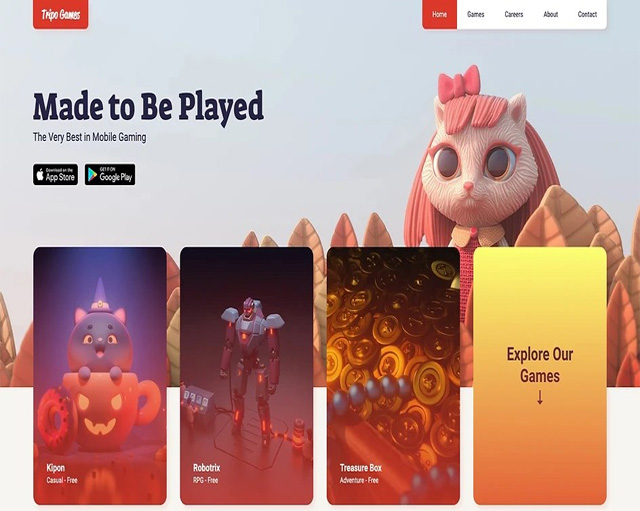 Tripo Games
Home
Games
Careers
About
Contact
Made to Be Played
The Very Best in Mobile Gaming
Download on the
App Store
GET IT ON
Google Play
Kipon
Casual - Free
Robotrix
RPG - Free
Treasure Box
Adventure - Free
Explore Our
Games